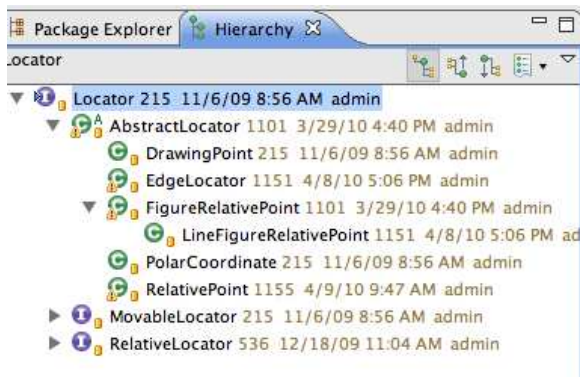 Package Explorer Hierarchy
Locator
Locator 215 11/6/09 8:56 AM admin
AbstractLocator 1101 3/29/10 4:40 PM admin
DrawingPoint 215 11/6/09 8:56 AM admin
EdgeLocator 1151 4/8/10 5:06 PM admin
FigureRelativePoint 1101 3/29/10 4:40 PM admin
LineFigureRelativePoint 1151 4/8/10 5:06 PM ad
PolarCoordinate 215 11/6/09 8:56 AM admin
RelativePoint 1155 4/9/10 9:47 AM admin
MovableLocator 215 11/6/09 8:56 AM admin
RelativeLocator 536 12/18/09 11:04 AM admin